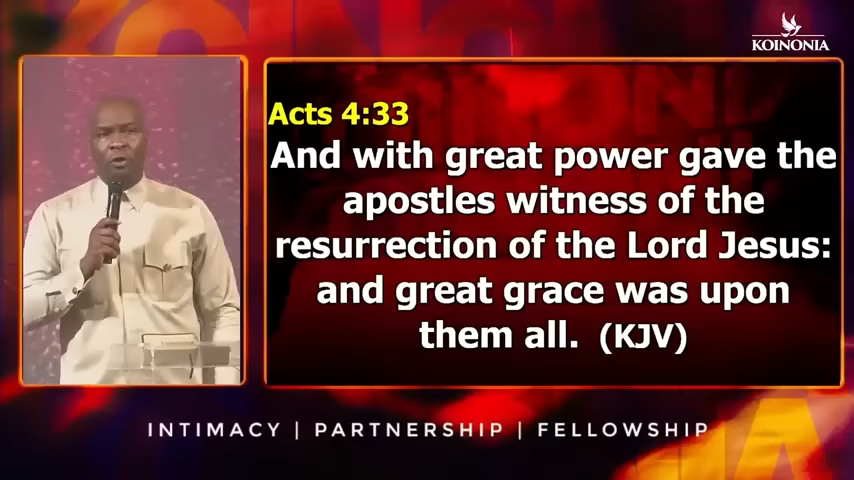 KOINONIA
Acts 4:33
And with great power gave the
apostles witness of the
resurrection of the Lord Jesus:
and great grace was upon
them all. (KJV)
INTIMACY | PARTNERSHIP | FELLOWSHIP